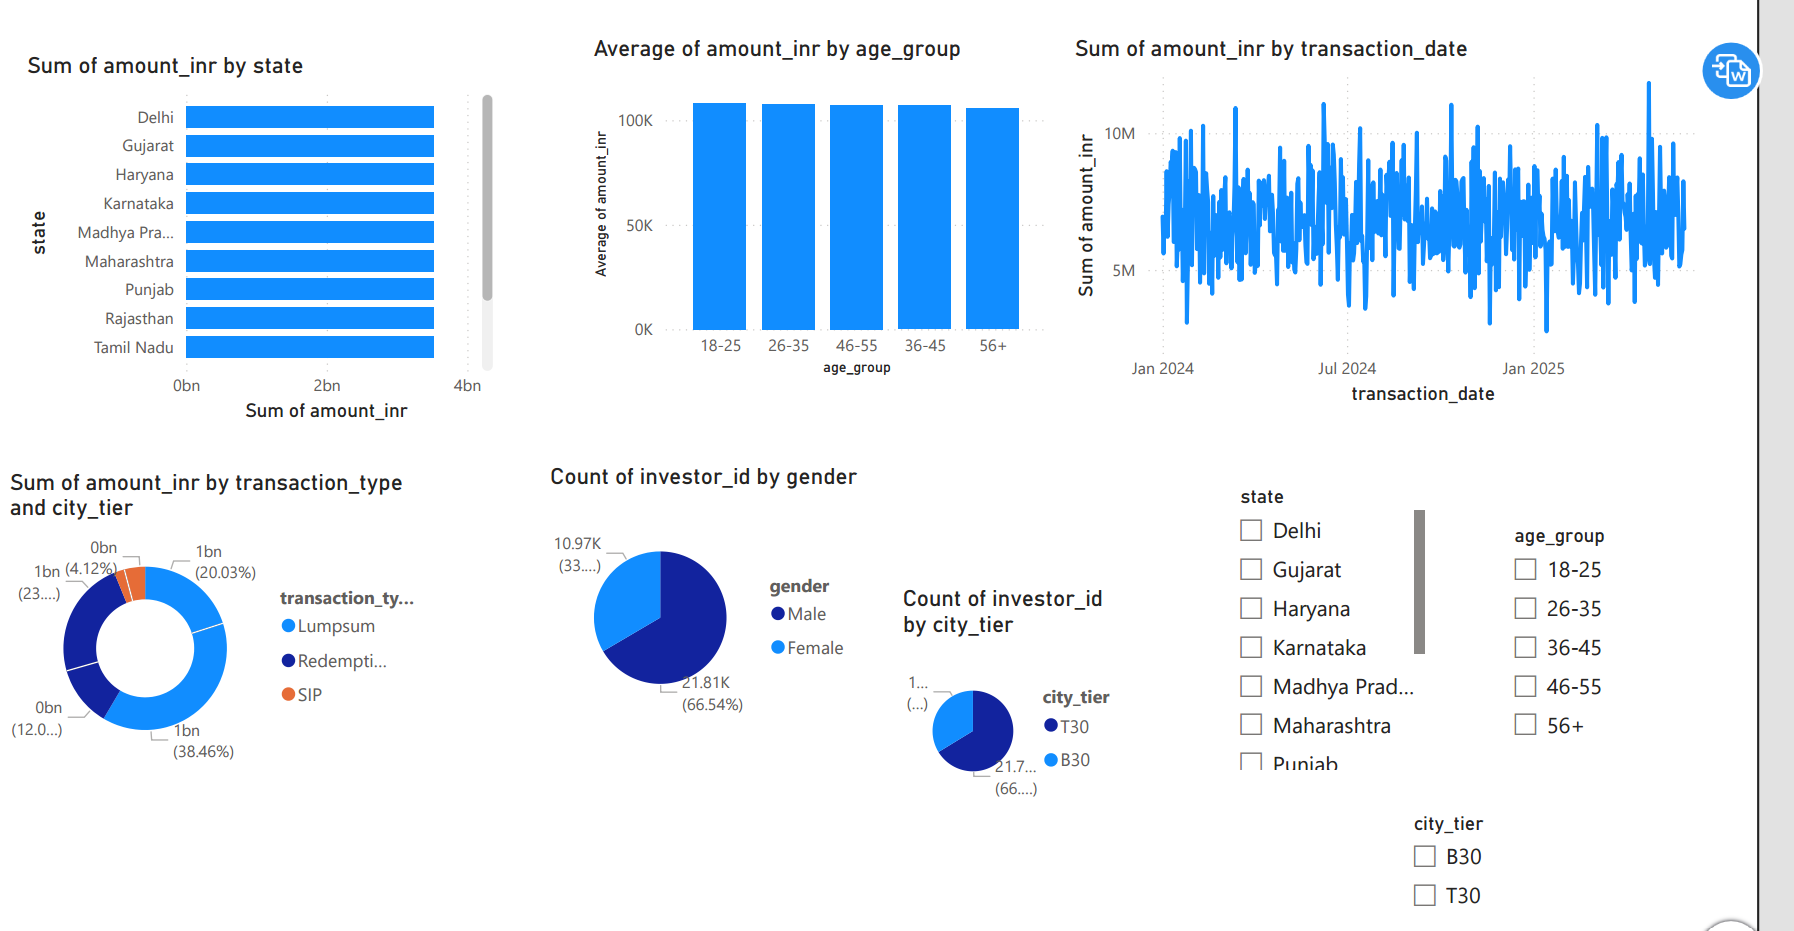 Sum of amount_inr by state
state
Delhi
Gujarat
Haryana
Karnataka
Madhya Pra...
Maharashtra
Punjab
Rajasthan
Tamil Nadu
0bn 2bn 4bn
Sum of amount_inr
Average of amount_inr by age_group
Average of amount_inr
100K
50K
0K
18-25 26-35 46-55 36-45 56+
age_group
Sum of amount_inr by transaction_date
Sum of amount_inr
10M
5M
Jan 2024 Jul 2024 Jan 2025
transaction_date
W
Sum of amount_inr by transaction_type
and city_tier
0bn
(4.12%)
1bn
(20.03%)
1bn
(23....)
0bn
(12.0...)
1bn
(38.46%)
transaction_ty...
Lumpsum
Redempti...
SIP
Count of investor_id by gender
10.97K
(33....)
21.81K
(66.54%)
gender
Male
Female
Count of investor_id
by city_tier
1...
(...)
21.7...
(66....)
city_tier
T30
B30
state
Delhi
Gujarat
Haryana
Karnataka
Madhya Prad...
Maharashtra
Punjab
age_group
18-25
26-35
36-45
46-55
56+
city_tier
B30
T30